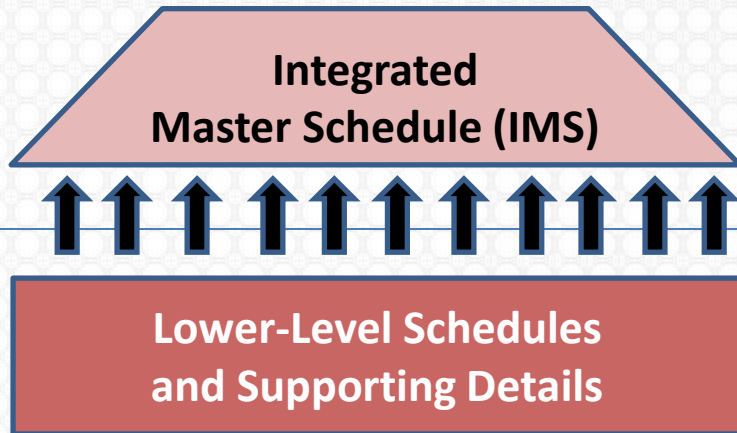 Integrated
Master Schedule (IMS)
Lower-Level Schedules
and Supporting Details